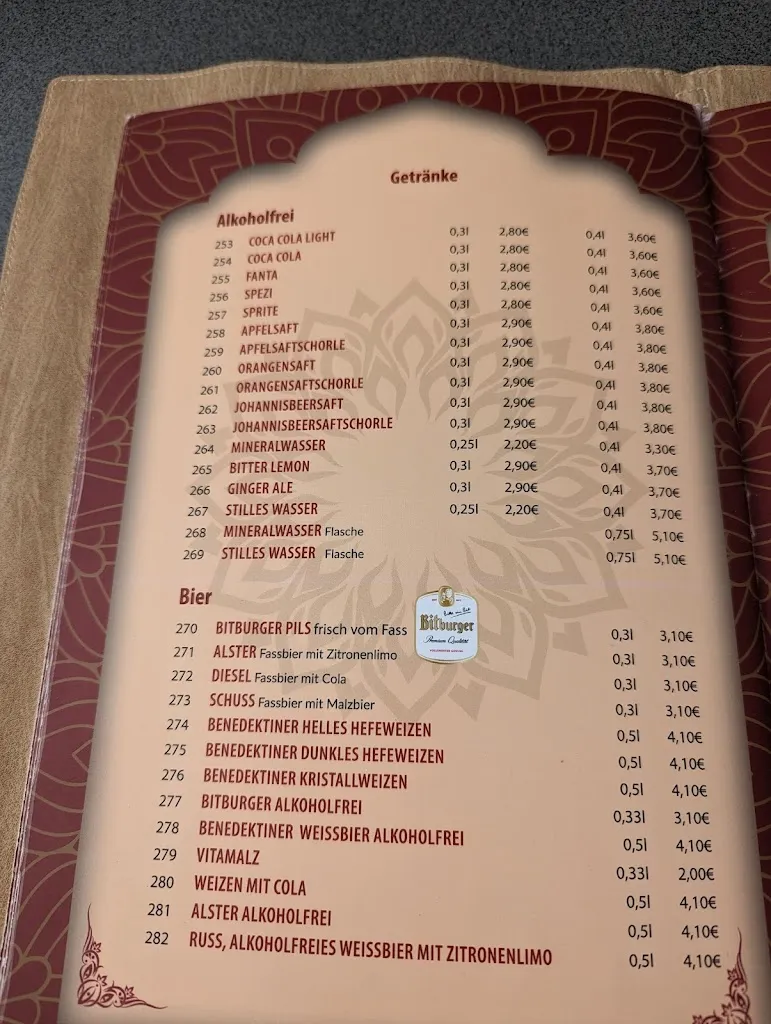 Getränke
Alkoholfrei
253 COCA COLA LIGHT 0,3l 2,80€ 0,4l 3,60€
254 COCA COLA 0,3l 2,80€ 0,4l 3,60€
255 FANTA 0,3l 2,80€ 0,4l 3,60€
256 SPEZI 0,3l 2,80€ 0,4l 3,60€
257 SPRITE 0,3l 2,80€ 0,4l 3,60€
258 APFELSAFT 0,3l 2,90€ 0,4l 3,80€
259 APFELSAFTSCHORLE 0,3l 2,90€ 0,4l 3,80€
260 ORANGENSAFT 0,3l 2,90€ 0,4l 3,80€
261 ORANGENSAFTSCHORLE 0,3l 2,90€ 0,4l 3,80€
262 JOHANNISBEERSAFT 0,3l 2,90€ 0,4l 3,80€
263 JOHANNISBEERSAFTSCHORLE 0,3l 2,90€ 0,4l 3,80€
264 MINERALWASSER 0,25l 2,20€ 0,4l 3,30€
265 BITTER LEMON 0,3l 2,90€ 0,4l 3,70€
266 GINGER ALE 0,3l 2,90€ 0,4l 3,70€
267 STILLES WASSER 0,25l 2,20€ 0,4l 3,70€
268 MINERALWASSER Flasche 0,75l 5,10€
269 STILLES WASSER Flasche 0,75l 5,10€
Bier
Bitte ein Bit
Bitburger
Premium Qualität
270 BITBURGER PILS frisch vom Fass 0,3l 3,10€
271 ALSTER Fassbier mit Zitronenlimo 0,3l 3,10€
272 DIESEL Fassbier mit Cola 0,3l 3,10€
273 SCHUSS Fassbier mit Malzbier 0,3l 3,10€
274 BENEDEKTINER HELLES HEFEWEIZEN 0,5l 4,10€
275 BENEDEKTINER DUNKLES HEFEWEIZEN 0,5l 4,10€
276 BENEDEKTINER KRISTALLWEIZEN 0,5l 4,10€
277 BITBURGER ALKOHOLFREI 0,33l 3,10€
278 BENEDEKTINER WEISSBIER ALKOHOLFREI 0,5l 4,10€
279 VITAMALZ 0,33l 2,00€
280 WEIZEN MIT COLA 0,5l 4,10€
281 ALSTER ALKOHOLFREI 0,5l 4,10€
282 RUSS, ALKOHOLFREIES WEISSBIER MIT ZITRONENLIMO 0,5l 4,10€